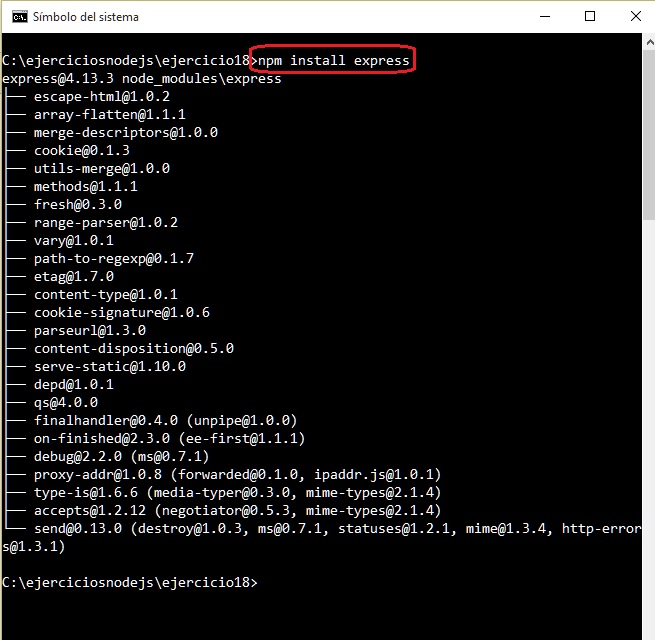 Símbolo del sistema
C:\ejerciciosnodejs\ejercicio18>npm install express
express@4.13.3 node_modules\express
├── escape-html@1.0.2
├── array-flatten@1.1.1
├── merge-descriptors@1.0.0
├── cookie@0.1.3
├── utils-merge@1.0.0
├── methods@1.1.1
├── fresh@0.3.0
├── range-parser@1.0.2
├── vary@1.0.1
├── path-to-regexp@0.1.7
├── etag@1.7.0
├── content-type@1.0.1
├── cookie-signature@1.0.6
├── parseurl@1.3.0
├── content-disposition@0.5.0
├── serve-static@1.10.0
├── depd@1.0.1
├── qs@4.0.0
├── finalhandler@0.4.0 (unpipe@1.0.0)
├── on-finished@2.3.0 (ee-first@1.1.1)
├── debug@2.2.0 (ms@0.7.1)
├── proxy-addr@1.0.8 (forwarded@0.1.0, ipaddr.js@1.0.1)
├── type-is@1.6.6 (media-typer@0.3.0, mime-types@2.1.4)
├── accepts@1.2.12 (negotiator@0.5.3, mime-types@2.1.4)
└── send@0.13.0 (destroy@1.0.3, ms@0.7.1, statuses@1.2.1, mime@1.3.4, http-error
s@1.3.1)
C:\ejerciciosnodejs\ejercicio18>